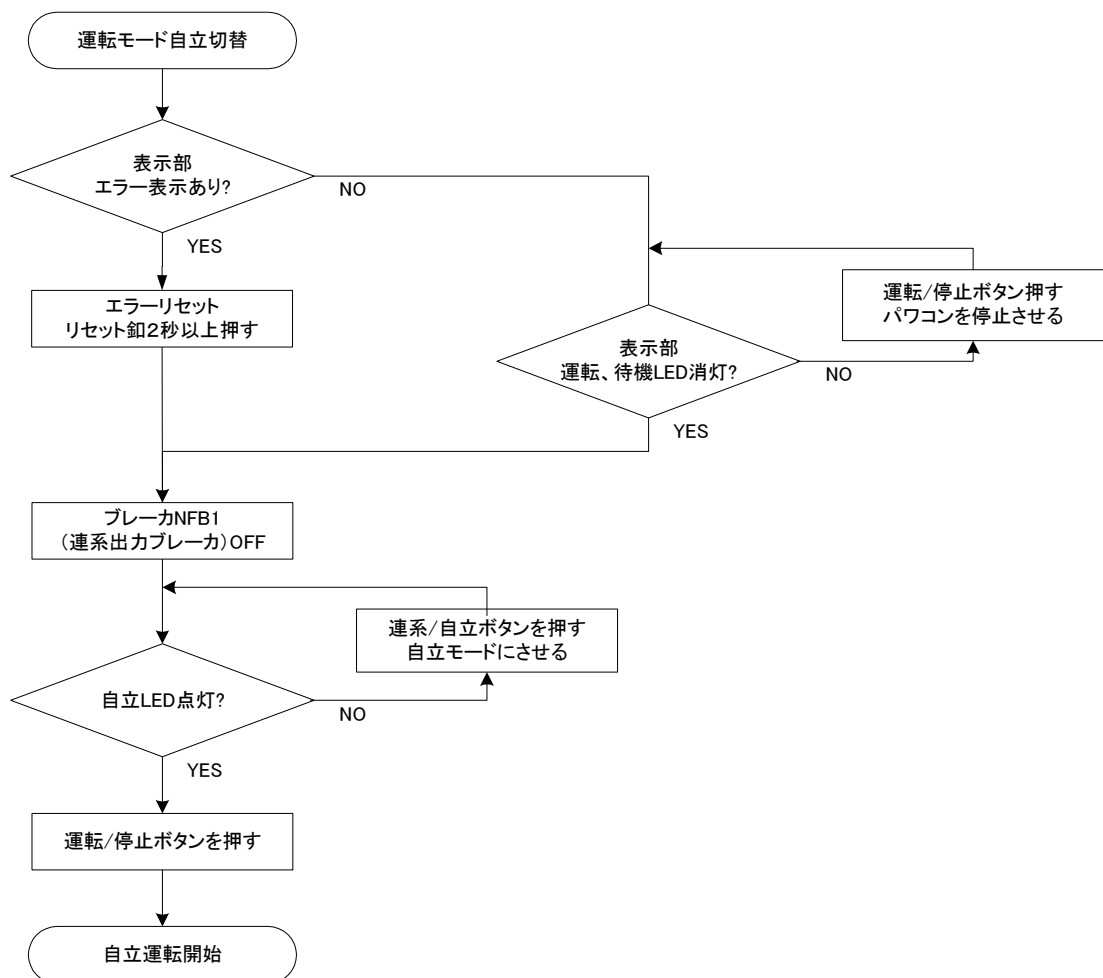 運転モード自立切替
表示部
エラー表示あり?
NO
YES
エラーリセット
リセット釦2秒以上押す
運転/停止ボタン押す
パワコンを停止させる
表示部
運転、待機LED消灯?
NO
YES
ブレーカNFB1
(連系出力ブレーカ)OFF
連系/自立ボタンを押す
自立モードにさせる
自立LED点灯?
NO
YES
運転/停止ボタンを押す
自立運転開始